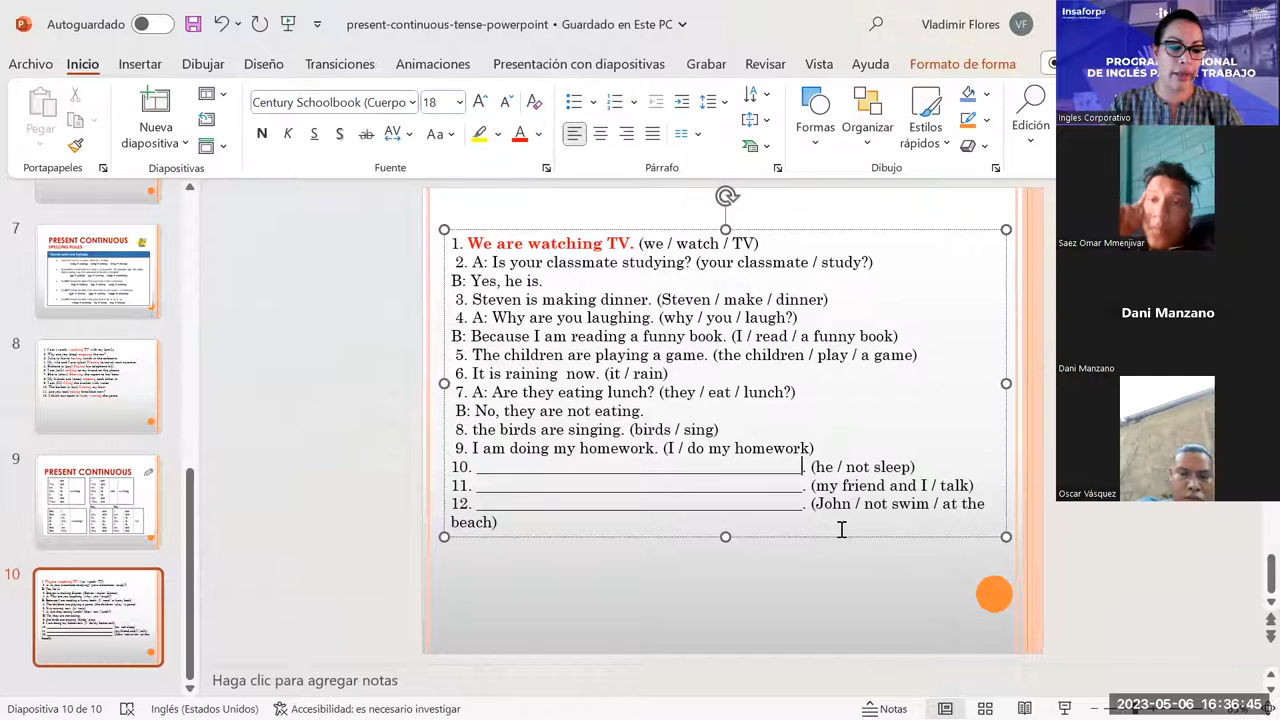 Autoguardado
present-continuous-tense-powerpoint • Guardado en Este PC
Vladimir Flores
VF
Archivo Inicio Insertar Dibujar Diseño Transiciones Animaciones Presentación con diapositivas Grabar Revisar Vista Ayuda Formato de forma
Pegar
Nueva diapositiva
Century Schoolbook (Cuerpo 18
Formas Organizar Estilos rápidos Edición
Portapapeles Diapositivas Fuente Párrafo Dibujo
7
PRESENT CONTINUOUS
SPELLING RULES
8
9
PRESENT CONTINUOUS
10
1. We are watching TV. (we / watch / TV)
2. A: Is your classmate studying? (your classmate / study?)
B: Yes, he is.
3. Steven is making dinner. (Steven / make / dinner)
4. A: Why are you laughing. (why / you / laugh?)
B: Because I am reading a funny book. (I / read / a funny book)
5. The children are playing a game. (the children / play / a game)
6. It is raining now. (it / rain)
7. A: Are they eating lunch? (they / eat / lunch?)
B: No, they are not eating.
8. the birds are singing. (birds / sing)
9. I am doing my homework. (I / do my homework)
10. ______________________________________. (he / not sleep)
11. ______________________________________. (my friend and I / talk)
12. ______________________________________. (John / not swim / at the
beach)
Haga clic para agregar notas
Diapositiva 10 de 10 Inglés (Estados Unidos) Accesibilidad: es necesario investigar Notas
Insaforp
DE INGLÉS TRABAJO
Ingles Corporativo
Saez Omar Mmenjivar
Dani Manzano
Dani Manzano
Oscar Vásquez
2023-05-06 16:36:45